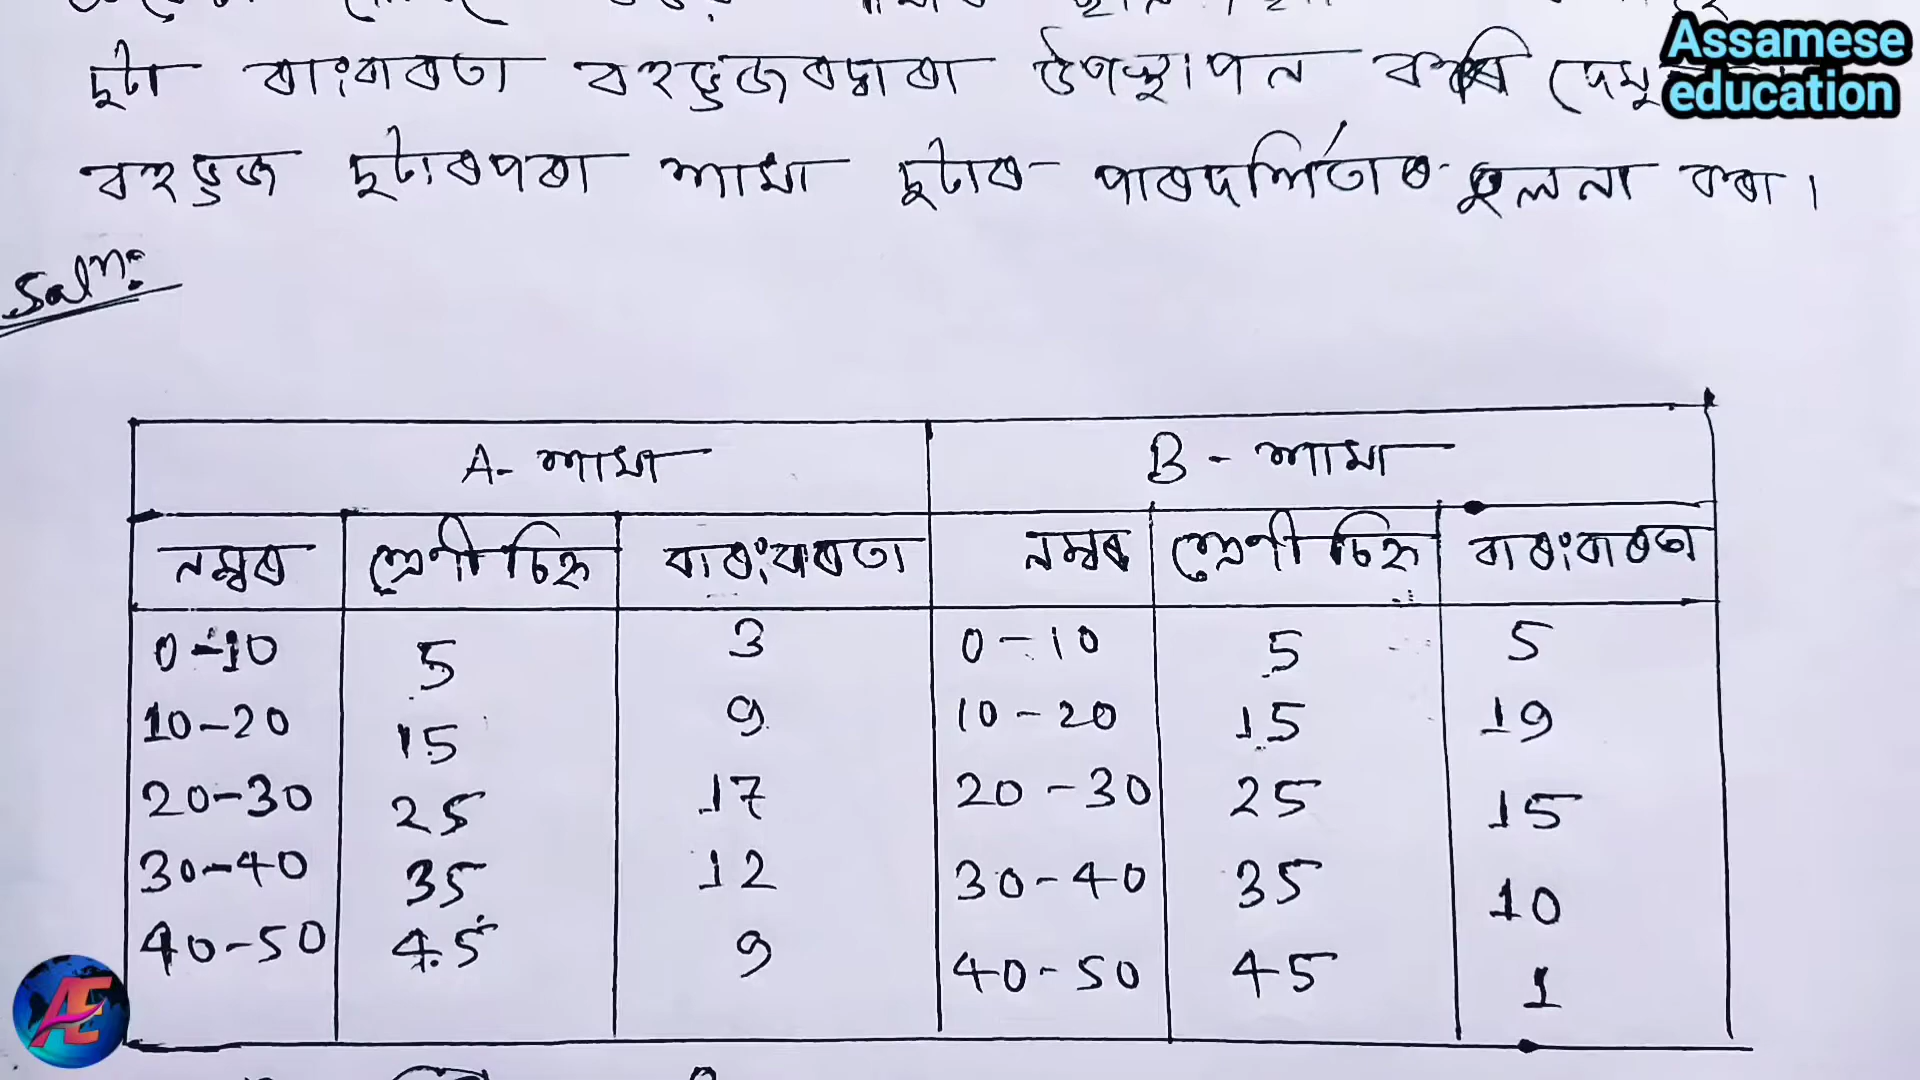 Assamese
education
দুটা বাৰংবাৰতা বহুভুজৰদ্বাৰা উপস্থাপন কৰি
বহুভুজ দুটাৰপৰা শাখা দুটাৰ পাৰদৰ্শিতাৰ তুলনা কৰা।
Solⁿ:
A- শাখা B - শাখা
নম্বৰ শ্ৰেণী চিহ্ন বাৰংবাৰতা নম্বৰ শ্ৰেণী চিহ্ন বাৰংবাৰতা
0-10 5 3 0-10 5 5
10-20 15 9 10-20 15 19
20-30 25 17 20-30 25 15
30-40 35 12 30-40 35 10
40-50 45 9 40-50 45 1
AE